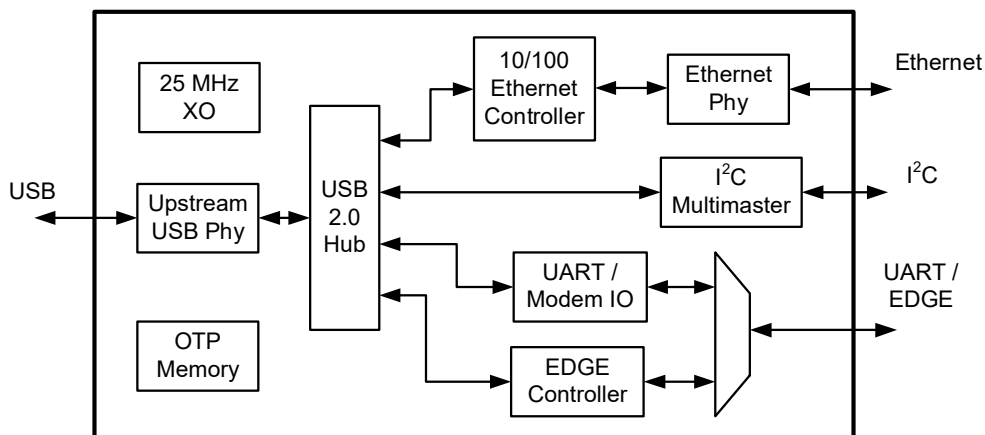 25 MHz
XO
10/100
Ethernet
Controller
Ethernet
Phy
Ethernet
USB
Upstream
USB Phy
USB
2.0
Hub
I²C
Multimaster
I²C
UART /
Modem IO
UART /
EDGE
OTP
Memory
EDGE
Controller